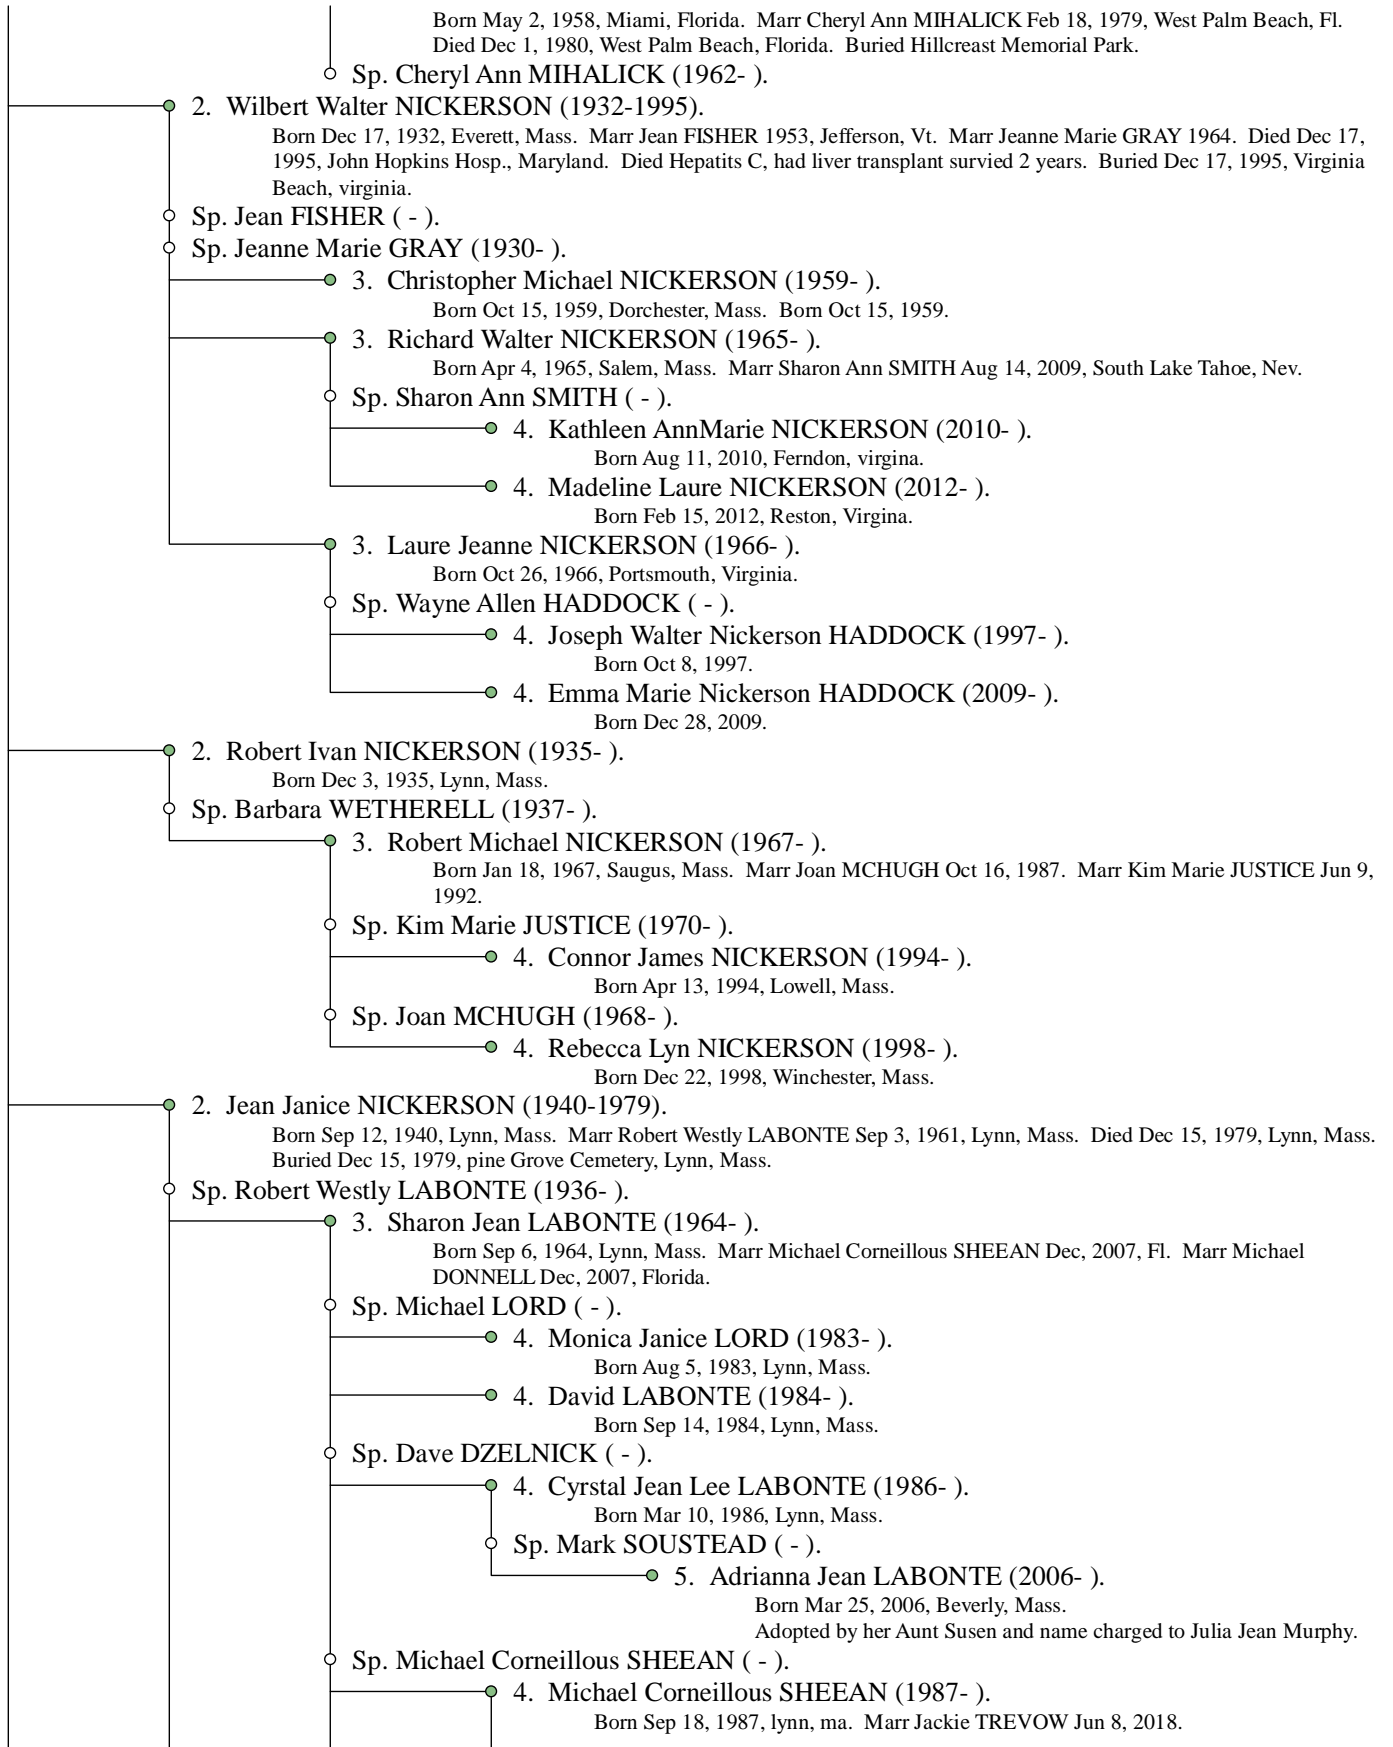 Born May 2, 1958, Miami, Florida. Marr Cheryl Ann MIHALICK Feb 18, 1979, West Palm Beach, Fl.
Died Dec 1, 1980, West Palm Beach, Florida. Buried Hillcreast Memorial Park.
Sp. Cheryl Ann MIHALICK (1962- ).
2. Wilbert Walter NICKERSON (1932-1995).
Born Dec 17, 1932, Everett, Mass. Marr Jean FISHER 1953, Jefferson, Vt. Marr Jeanne Marie GRAY 1964. Died Dec 17,
1995, John Hopkins Hosp., Maryland. Died Hepatits C, had liver transplant survied 2 years. Buried Dec 17, 1995, Virginia
Beach, virginia.
Sp. Jean FISHER ( - ).
Sp. Jeanne Marie GRAY (1930- ).
3. Christopher Michael NICKERSON (1959- ).
Born Oct 15, 1959, Dorchester, Mass. Born Oct 15, 1959.
3. Richard Walter NICKERSON (1965- ).
Born Apr 4, 1965, Salem, Mass. Marr Sharon Ann SMITH Aug 14, 2009, South Lake Tahoe, Nev.
Sp. Sharon Ann SMITH ( - ).
4. Kathleen AnnMarie NICKERSON (2010- ).
Born Aug 11, 2010, Ferndon, virgina.
4. Madeline Laure NICKERSON (2012- ).
Born Feb 15, 2012, Reston, Virgina.
3. Laure Jeanne NICKERSON (1966- ).
Born Oct 26, 1966, Portsmouth, Virginia.
Sp. Wayne Allen HADDOCK ( - ).
4. Joseph Walter Nickerson HADDOCK (1997- ).
Born Oct 8, 1997.
4. Emma Marie Nickerson HADDOCK (2009- ).
Born Dec 28, 2009.
2. Robert Ivan NICKERSON (1935- ).
Born Dec 3, 1935, Lynn, Mass.
Sp. Barbara WETHERELL (1937- ).
3. Robert Michael NICKERSON (1967- ).
Born Jan 18, 1967, Saugus, Mass. Marr Joan MCHUGH Oct 16, 1987. Marr Kim Marie JUSTICE Jun 9,
1992.
Sp. Kim Marie JUSTICE (1970- ).
4. Connor James NICKERSON (1994- ).
Born Apr 13, 1994, Lowell, Mass.
Sp. Joan MCHUGH (1968- ).
4. Rebecca Lyn NICKERSON (1998- ).
Born Dec 22, 1998, Winchester, Mass.
2. Jean Janice NICKERSON (1940-1979).
Born Sep 12, 1940, Lynn, Mass. Marr Robert Westly LABONTE Sep 3, 1961, Lynn, Mass. Died Dec 15, 1979, Lynn, Mass.
Buried Dec 15, 1979, pine Grove Cemetery, Lynn, Mass.
Sp. Robert Westly LABONTE (1936- ).
3. Sharon Jean LABONTE (1964- ).
Born Sep 6, 1964, Lynn, Mass. Marr Michael Corneillous SHEEAN Dec, 2007, Fl. Marr Michael
DONNELL Dec, 2007, Florida.
Sp. Michael LORD ( - ).
4. Monica Janice LORD (1983- ).
Born Aug 5, 1983, Lynn, Mass.
4. David LABONTE (1984- ).
Born Sep 14, 1984, Lynn, Mass.
Sp. Dave DZELNICK ( - ).
4. Cyrstal Jean Lee LABONTE (1986- ).
Born Mar 10, 1986, Lynn, Mass.
Sp. Mark SOUSTEAD ( - ).
5. Adrianna Jean LABONTE (2006- ).
Born Mar 25, 2006, Beverly, Mass.
Adopted by her Aunt Susen and name charged to Julia Jean Murphy.
Sp. Michael Corneillous SHEEAN ( - ).
4. Michael Corneillous SHEEAN (1987- ).
Born Sep 18, 1987, lynn, ma. Marr Jackie TREVOW Jun 8, 2018.